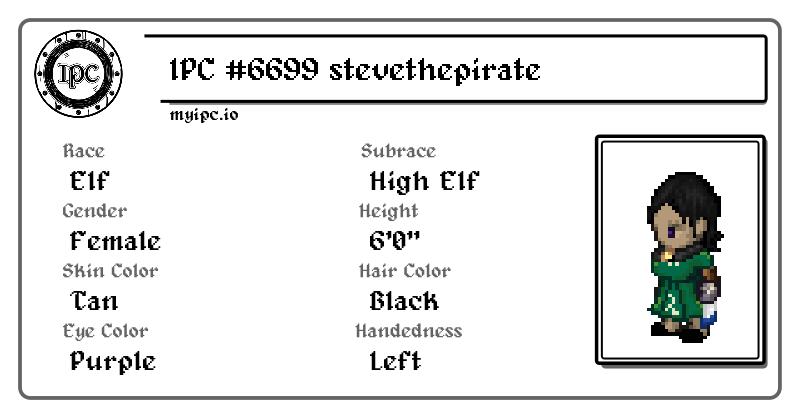 IPC
IPC #6699 stevethepirate
myipc.io
Race
Elf
Subrace
High Elf
Gender
Female
Height
6'0"
Skin Color
Tan
Hair Color
Black
Eye Color
Purple
Handedness
Left